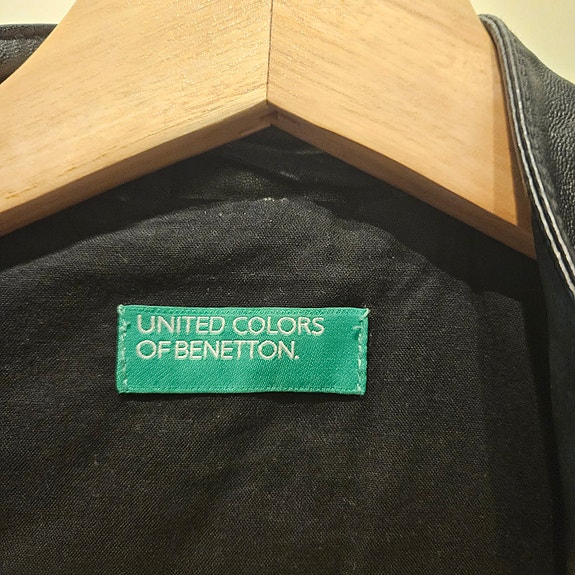 UNITED COLORS
OF BENETTON.